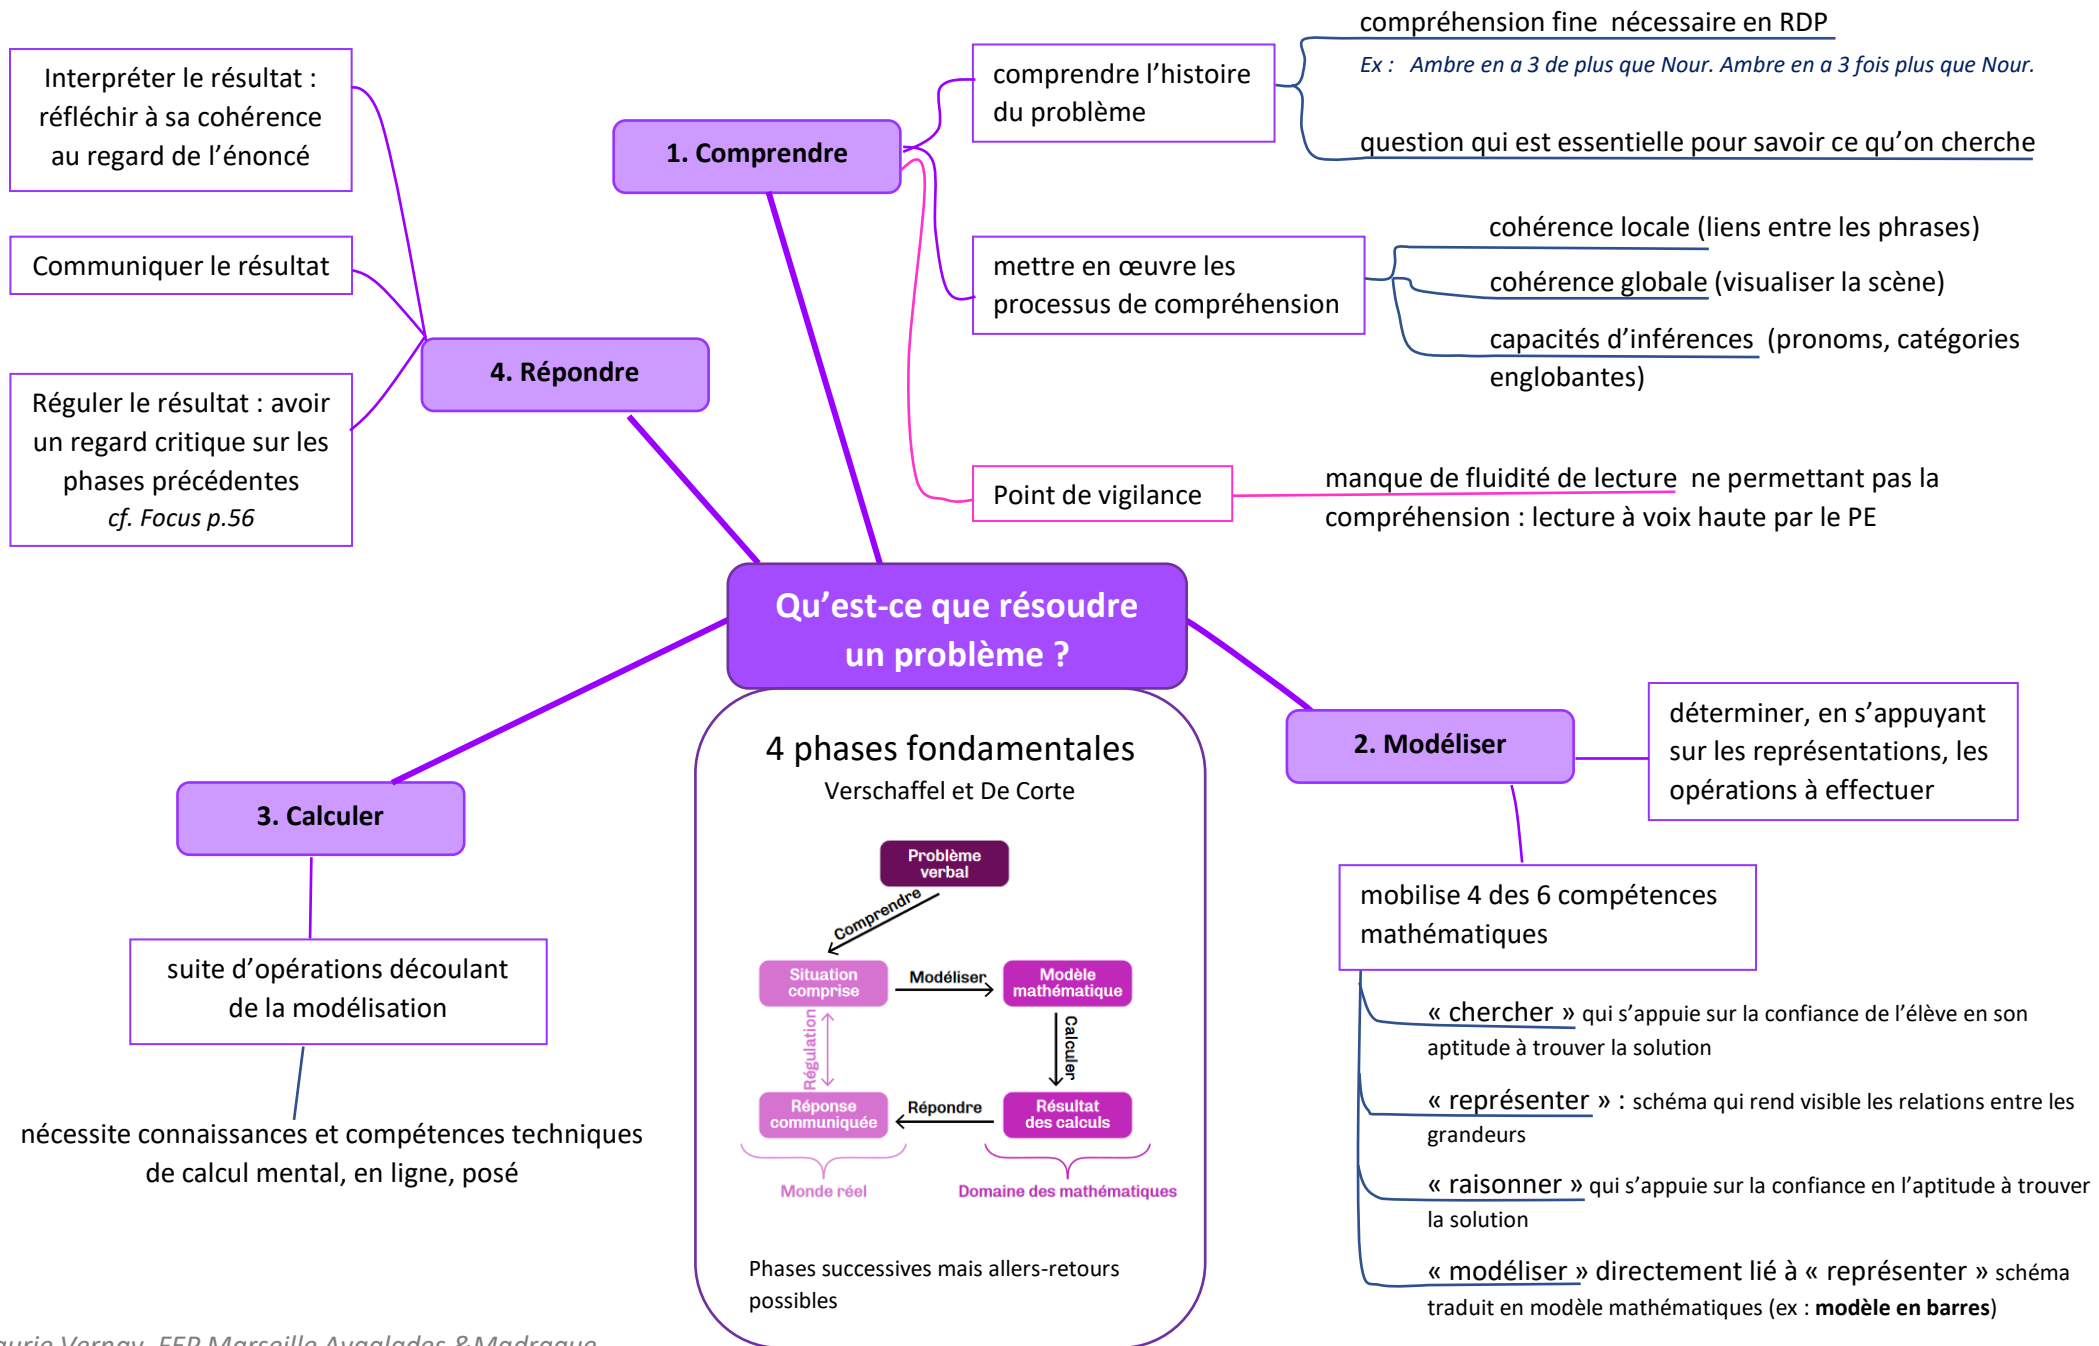 Qu’est-ce que résoudre
un problème ?
4 phases fondamentales
Verschaffel et De Corte
Problème
verbal
Comprendre
Situation
comprise
Modéliser
Modèle
mathématique
Régulation
Calculer
Réponse
communiquée
Répondre
Résultat
des calculs
Monde réel
Domaine des mathématiques
Phases successives mais allers-retours
possibles
1. Comprendre
comprendre l’histoire
du problème
compréhension fine nécessaire en RDP
Ex : Ambre en a 3 de plus que Nour. Ambre en a 3 fois plus que Nour.
question qui est essentielle pour savoir ce qu’on cherche
mettre en œuvre les
processus de compréhension
cohérence locale (liens entre les phrases)
cohérence globale (visualiser la scène)
capacités d’inférences (pronoms, catégories
englobantes)
Point de vigilance
manque de fluidité de lecture ne permettant pas la
compréhension : lecture à voix haute par le PE
2. Modéliser
déterminer, en s’appuyant
sur les représentations, les
opérations à effectuer
mobilise 4 des 6 compétences
mathématiques
« chercher » qui s’appuie sur la confiance de l’élève en son
aptitude à trouver la solution
« représenter » : schéma qui rend visible les relations entre les
grandeurs
« raisonner » qui s’appuie sur la confiance en l’aptitude à trouver
la solution
« modéliser » directement lié à « représenter » schéma
traduit en modèle mathématiques (ex : modèle en barres)
3. Calculer
suite d’opérations découlant
de la modélisation
nécessite connaissances et compétences techniques
de calcul mental, en ligne, posé
4. Répondre
Interpréter le résultat :
réfléchir à sa cohérence
au regard de l’énoncé
Communiquer le résultat
Réguler le résultat : avoir
un regard critique sur les
phases précédentes
cf. Focus p.56
Vernay Marseille